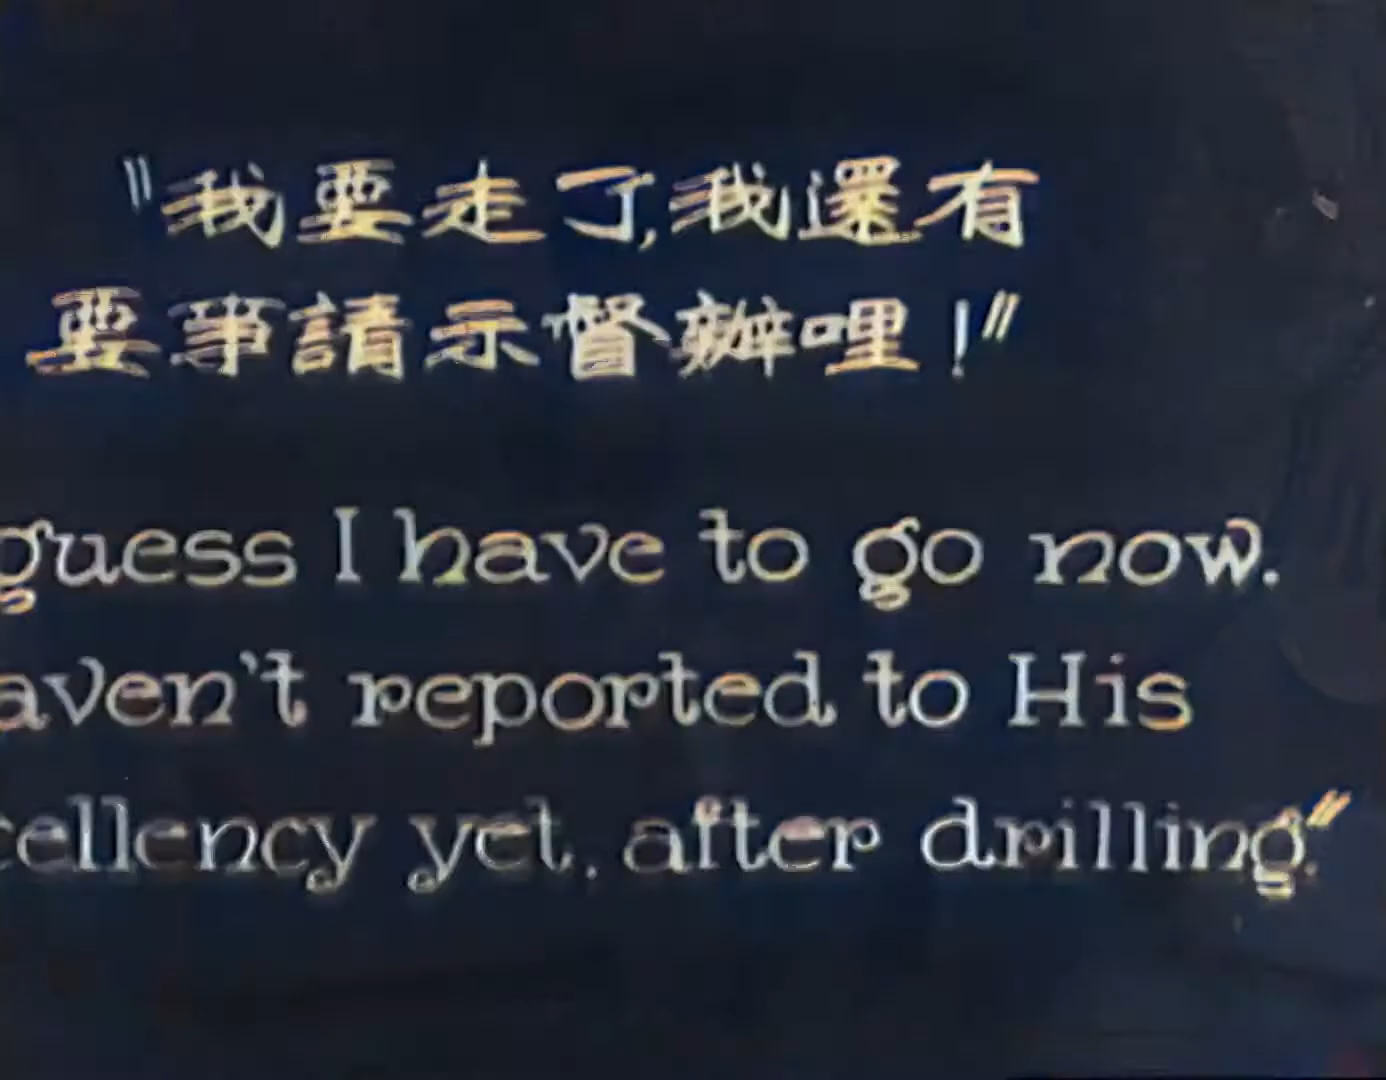 "我要走了,我還有
要事請示督辦哩!"
guess I have to go now.
aven't reported to His
cellency yet, after drilling."